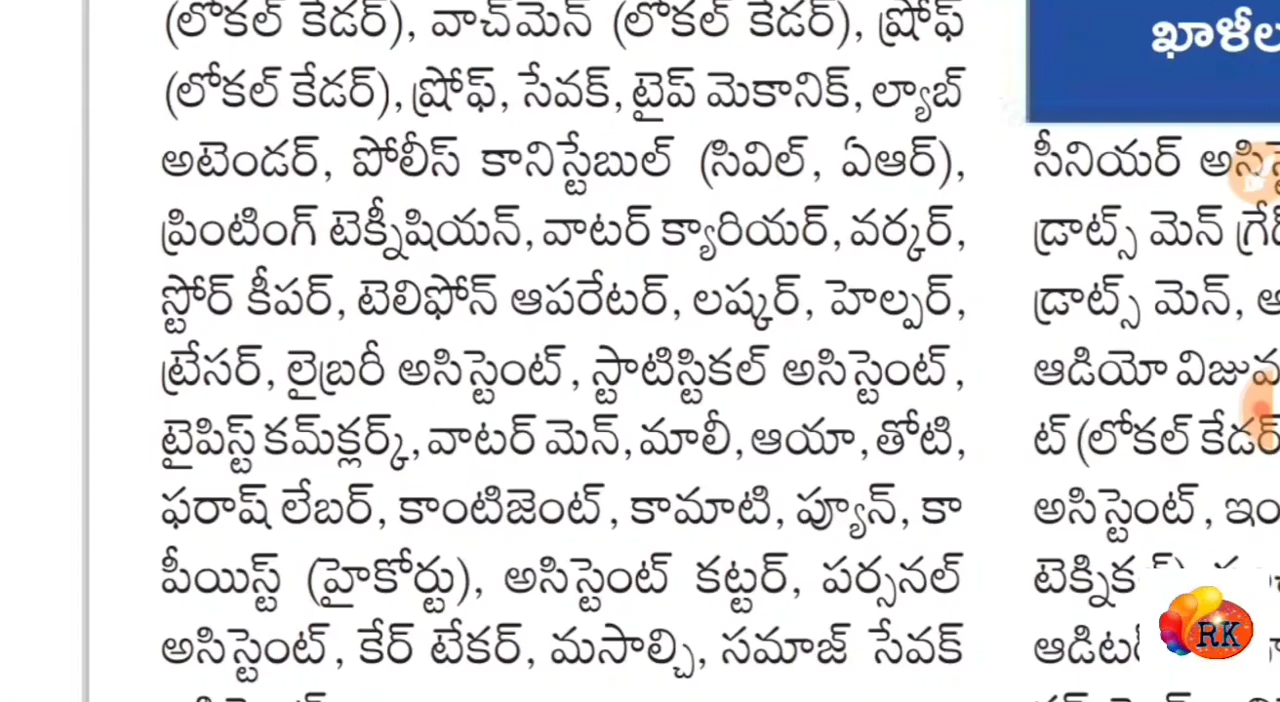 (లోకల్ కేడర్), వాచ్‌మెన్ (లోకల్ కేడర్), ష్రోఫ్
(లోకల్ కేడర్), ష్రోఫ్, సేవక్, టైప్ మెకానిక్, ల్యాబ్
అటెండర్, పోలీస్ కానిస్టేబుల్ (సివిల్, ఏఆర్),
ప్రింటింగ్ టెక్నీషియన్, వాటర్ క్యారియర్, వర్కర్,
స్టోర్ కీపర్, టెలిఫోన్ ఆపరేటర్, లష్కర్, హెల్పర్,
ట్రేసర్, లైబ్రరీ అసిస్టెంట్, స్టాటిస్టికల్ అసిస్టెంట్,
టైపిస్ట్ కమ్‌క్లర్క్, వాటర్ మెన్, మాలీ, ఆయా, తోటి,
ఫరాష్ లేబర్, కాంటిజెంట్, కామాటి, ప్యూన్, కా
పీయిస్ట్ (హైకోర్టు), అసిస్టెంట్ కట్టర్, పర్సనల్
అసిస్టెంట్, కేర్ టేకర్, మసాల్చి, సమాజ్ సేవక్
సీనియర్
డ్రాట్స్ మెన్
డ్రాట్స్ మెన్,
ఆడియో
ట్ (లోకల్ కేడర్
అసిస్టెంట్,
RK